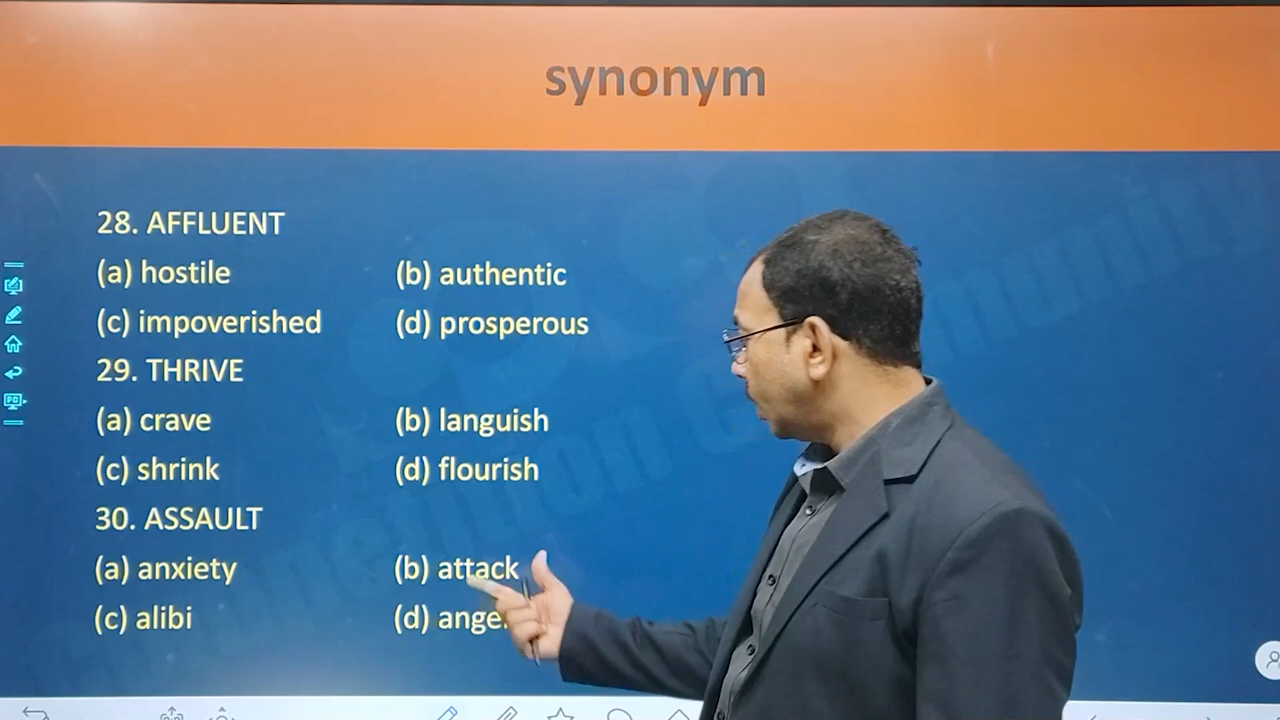 synonym
28. AFFLUENT
(a) hostile (b) authentic
(c) impoverished (d) prosperous
29. THRIVE
(a) crave (b) languish
(c) shrink (d) flourish
30. ASSAULT
(a) anxiety (b) attack
(c) alibi (d)